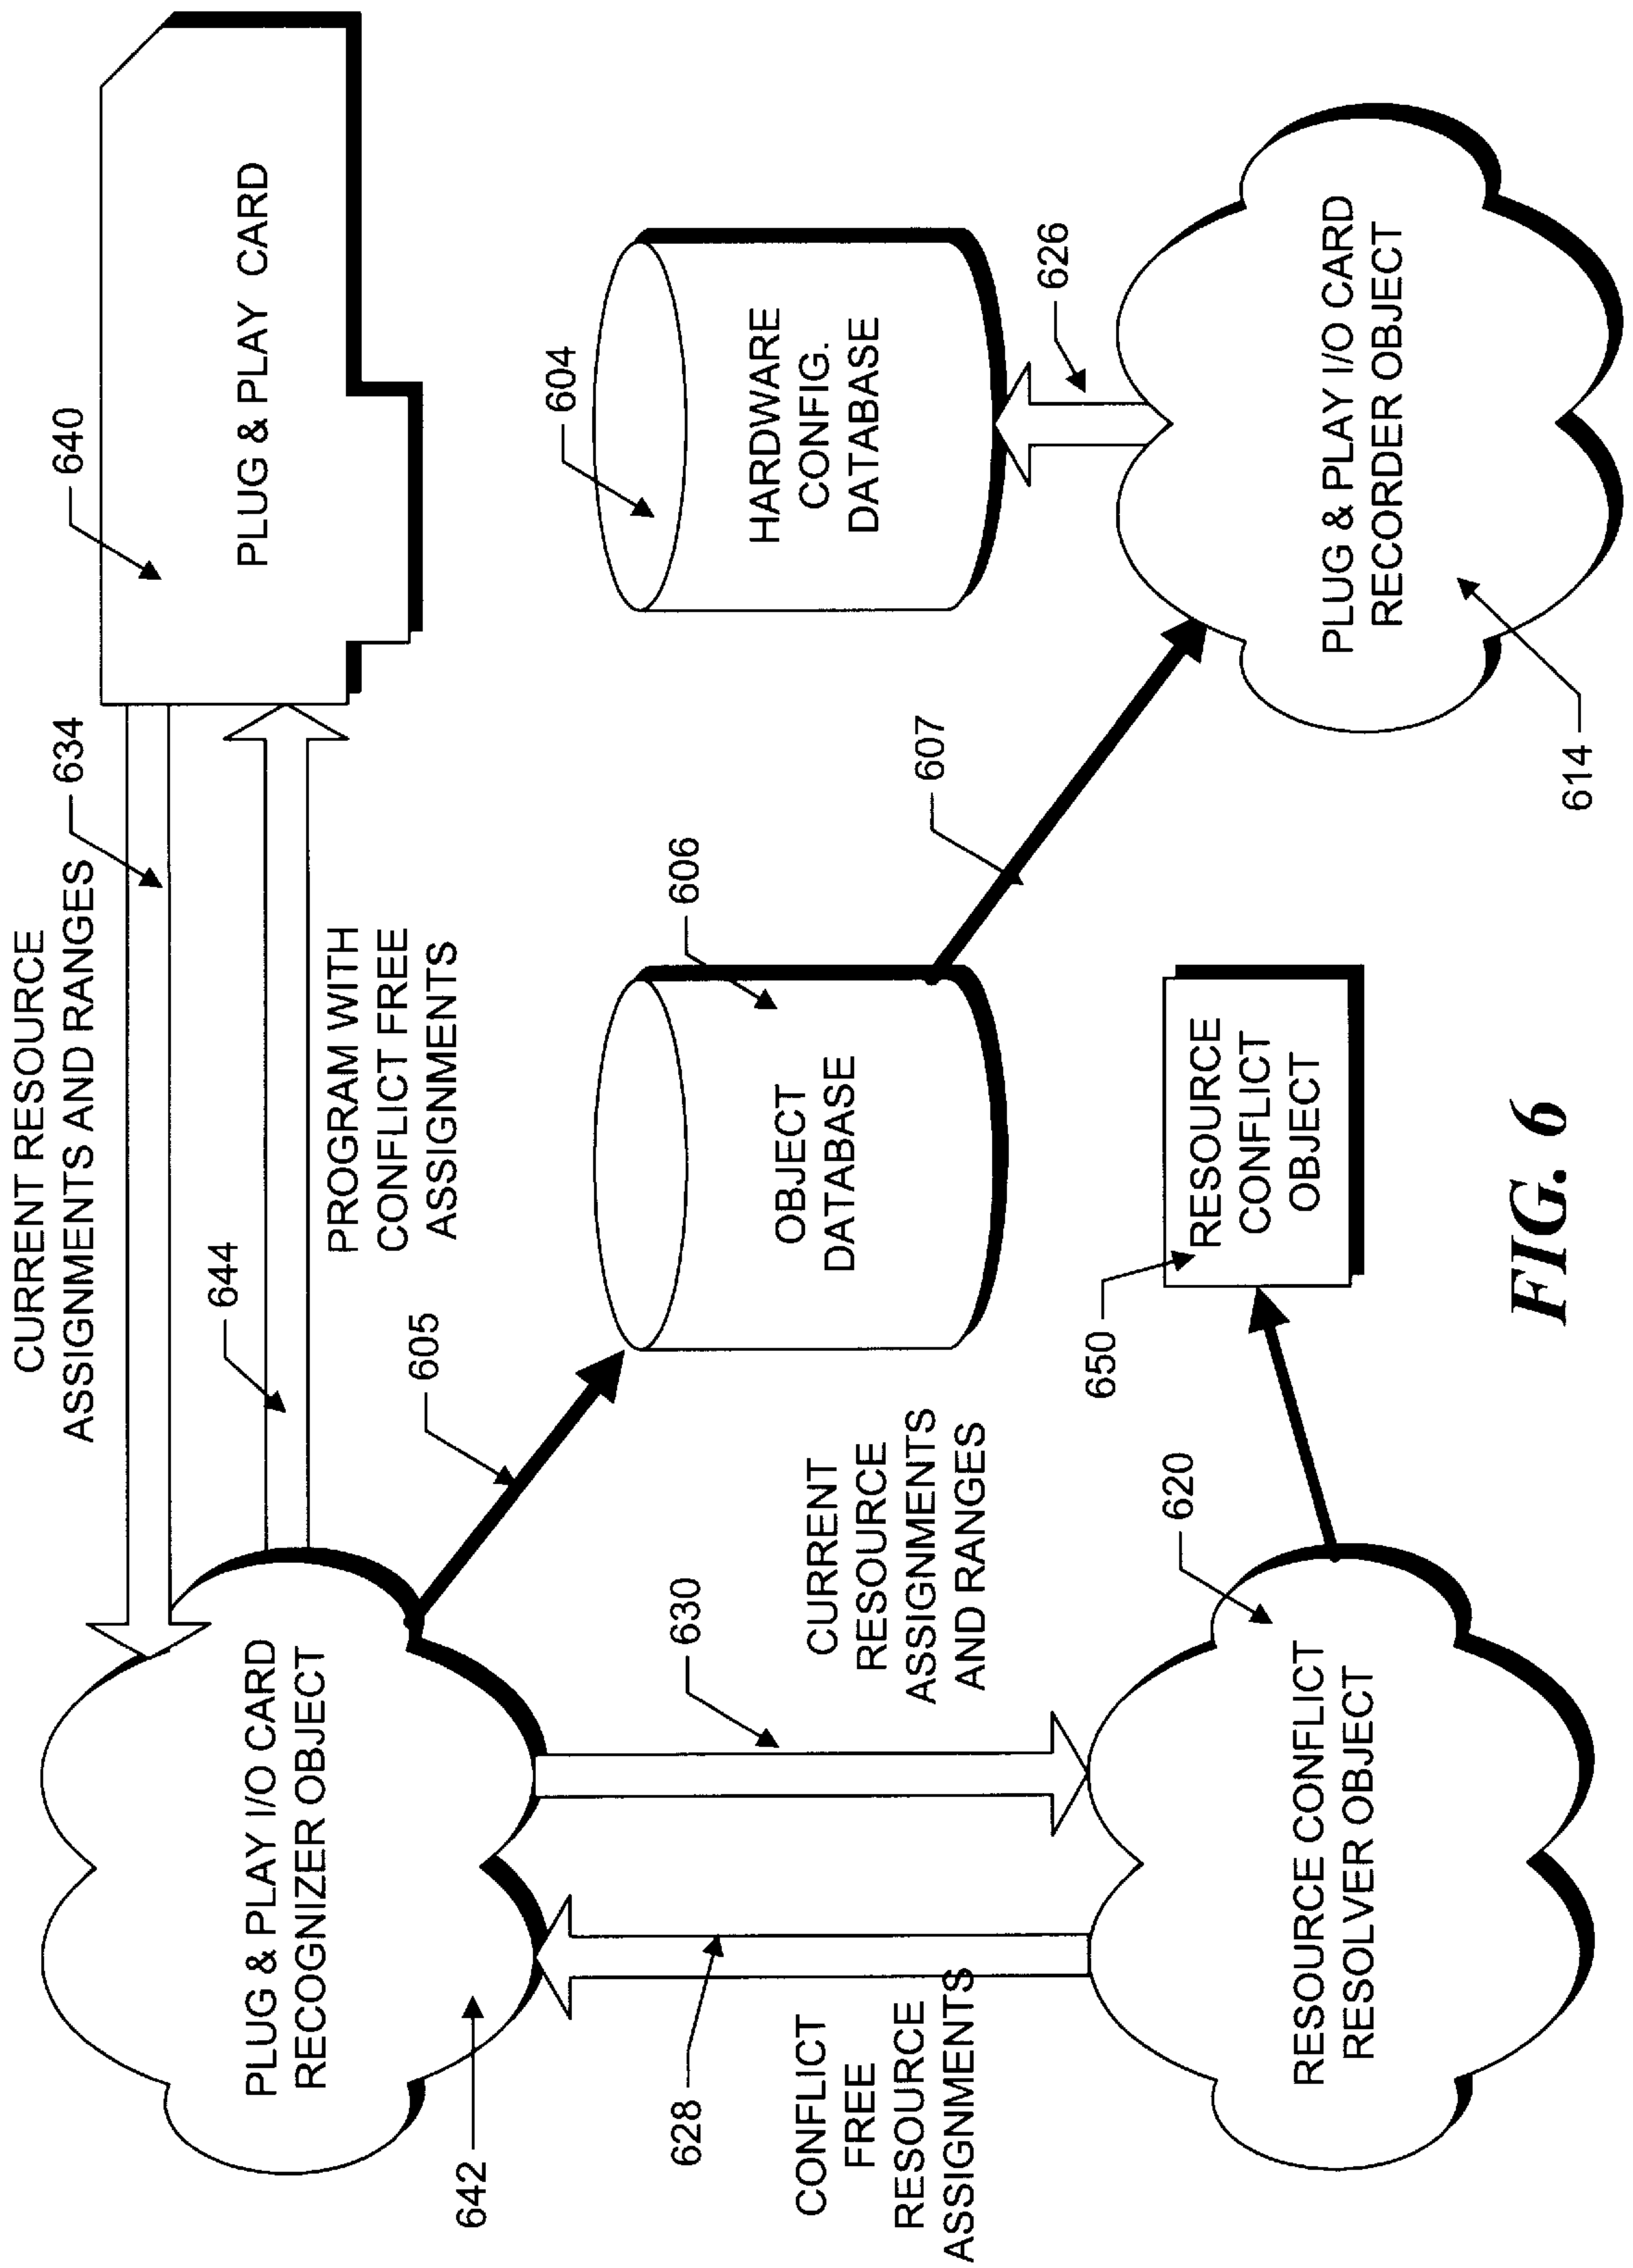 CURRENT RESOURCE
ASSIGNMENTS AND RANGES
634
640
PLUG & PLAY CARD
644
PROGRAM WITH
CONFLICT FREE
ASSIGNMENTS
PLUG & PLAY I/O CARD
RECOGNIZER OBJECT
642
605
606
OBJECT
DATABASE
604
HARDWARE
CONFIG.
DATABASE
607
626
628
CONFLICT
FREE
RESOURCE
ASSIGNMENTS
630
CURRENT
RESOURCE
ASSIGNMENTS
AND RANGES
620
RESOURCE CONFLICT
RESOLVER OBJECT
650
RESOURCE
CONFLICT
OBJECT
PLUG & PLAY I/O CARD
RECORDER OBJECT
614
FIG. 6